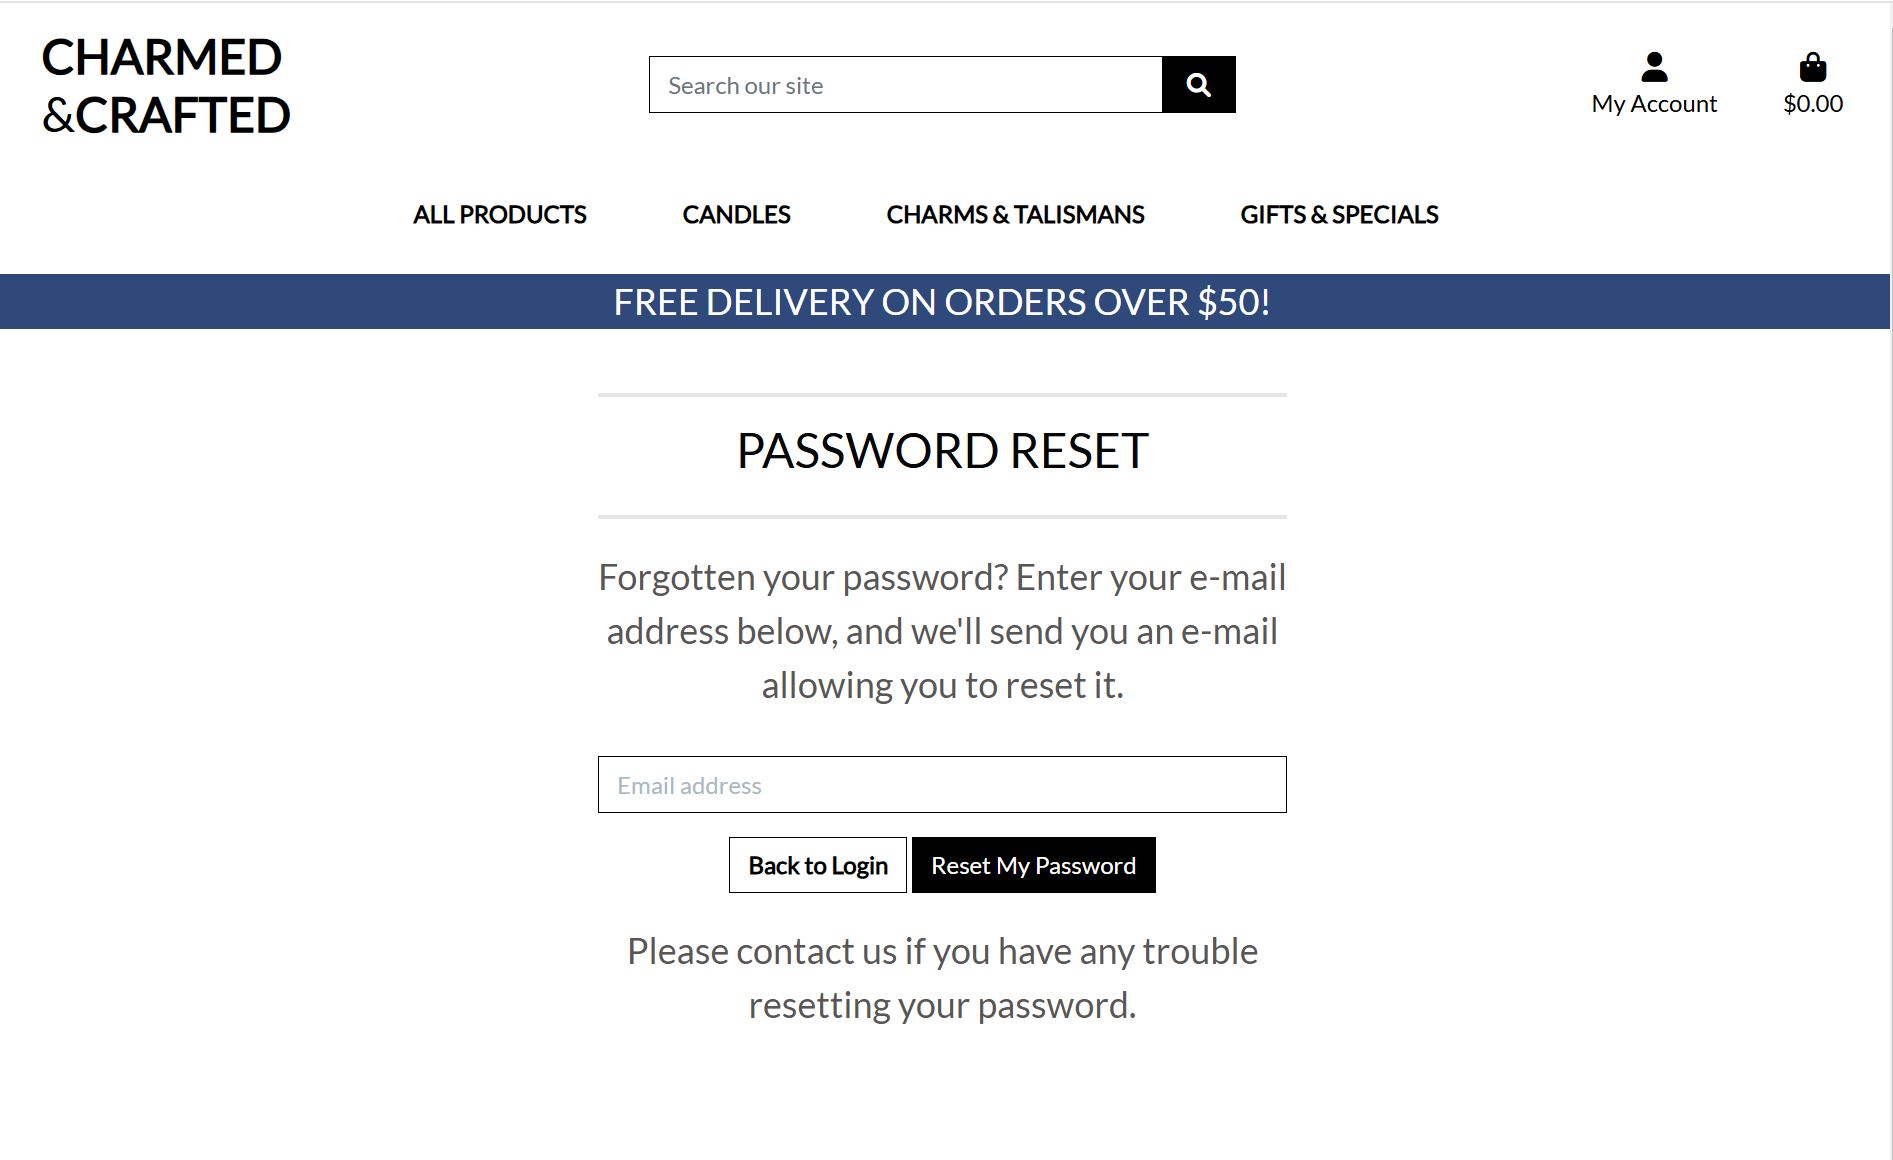 CHARMED
&CRAFTED
Search our site
My Account
$0.00
ALL PRODUCTS
CANDLES
CHARMS & TALISMANS
GIFTS & SPECIALS
FREE DELIVERY ON ORDERS OVER $50!
PASSWORD RESET
Forgotten your password? Enter your e-mail
address below, and we'll send you an e-mail
allowing you to reset it.
Email address
Back to Login
Reset My Password
Please contact us if you have any trouble
resetting your password.